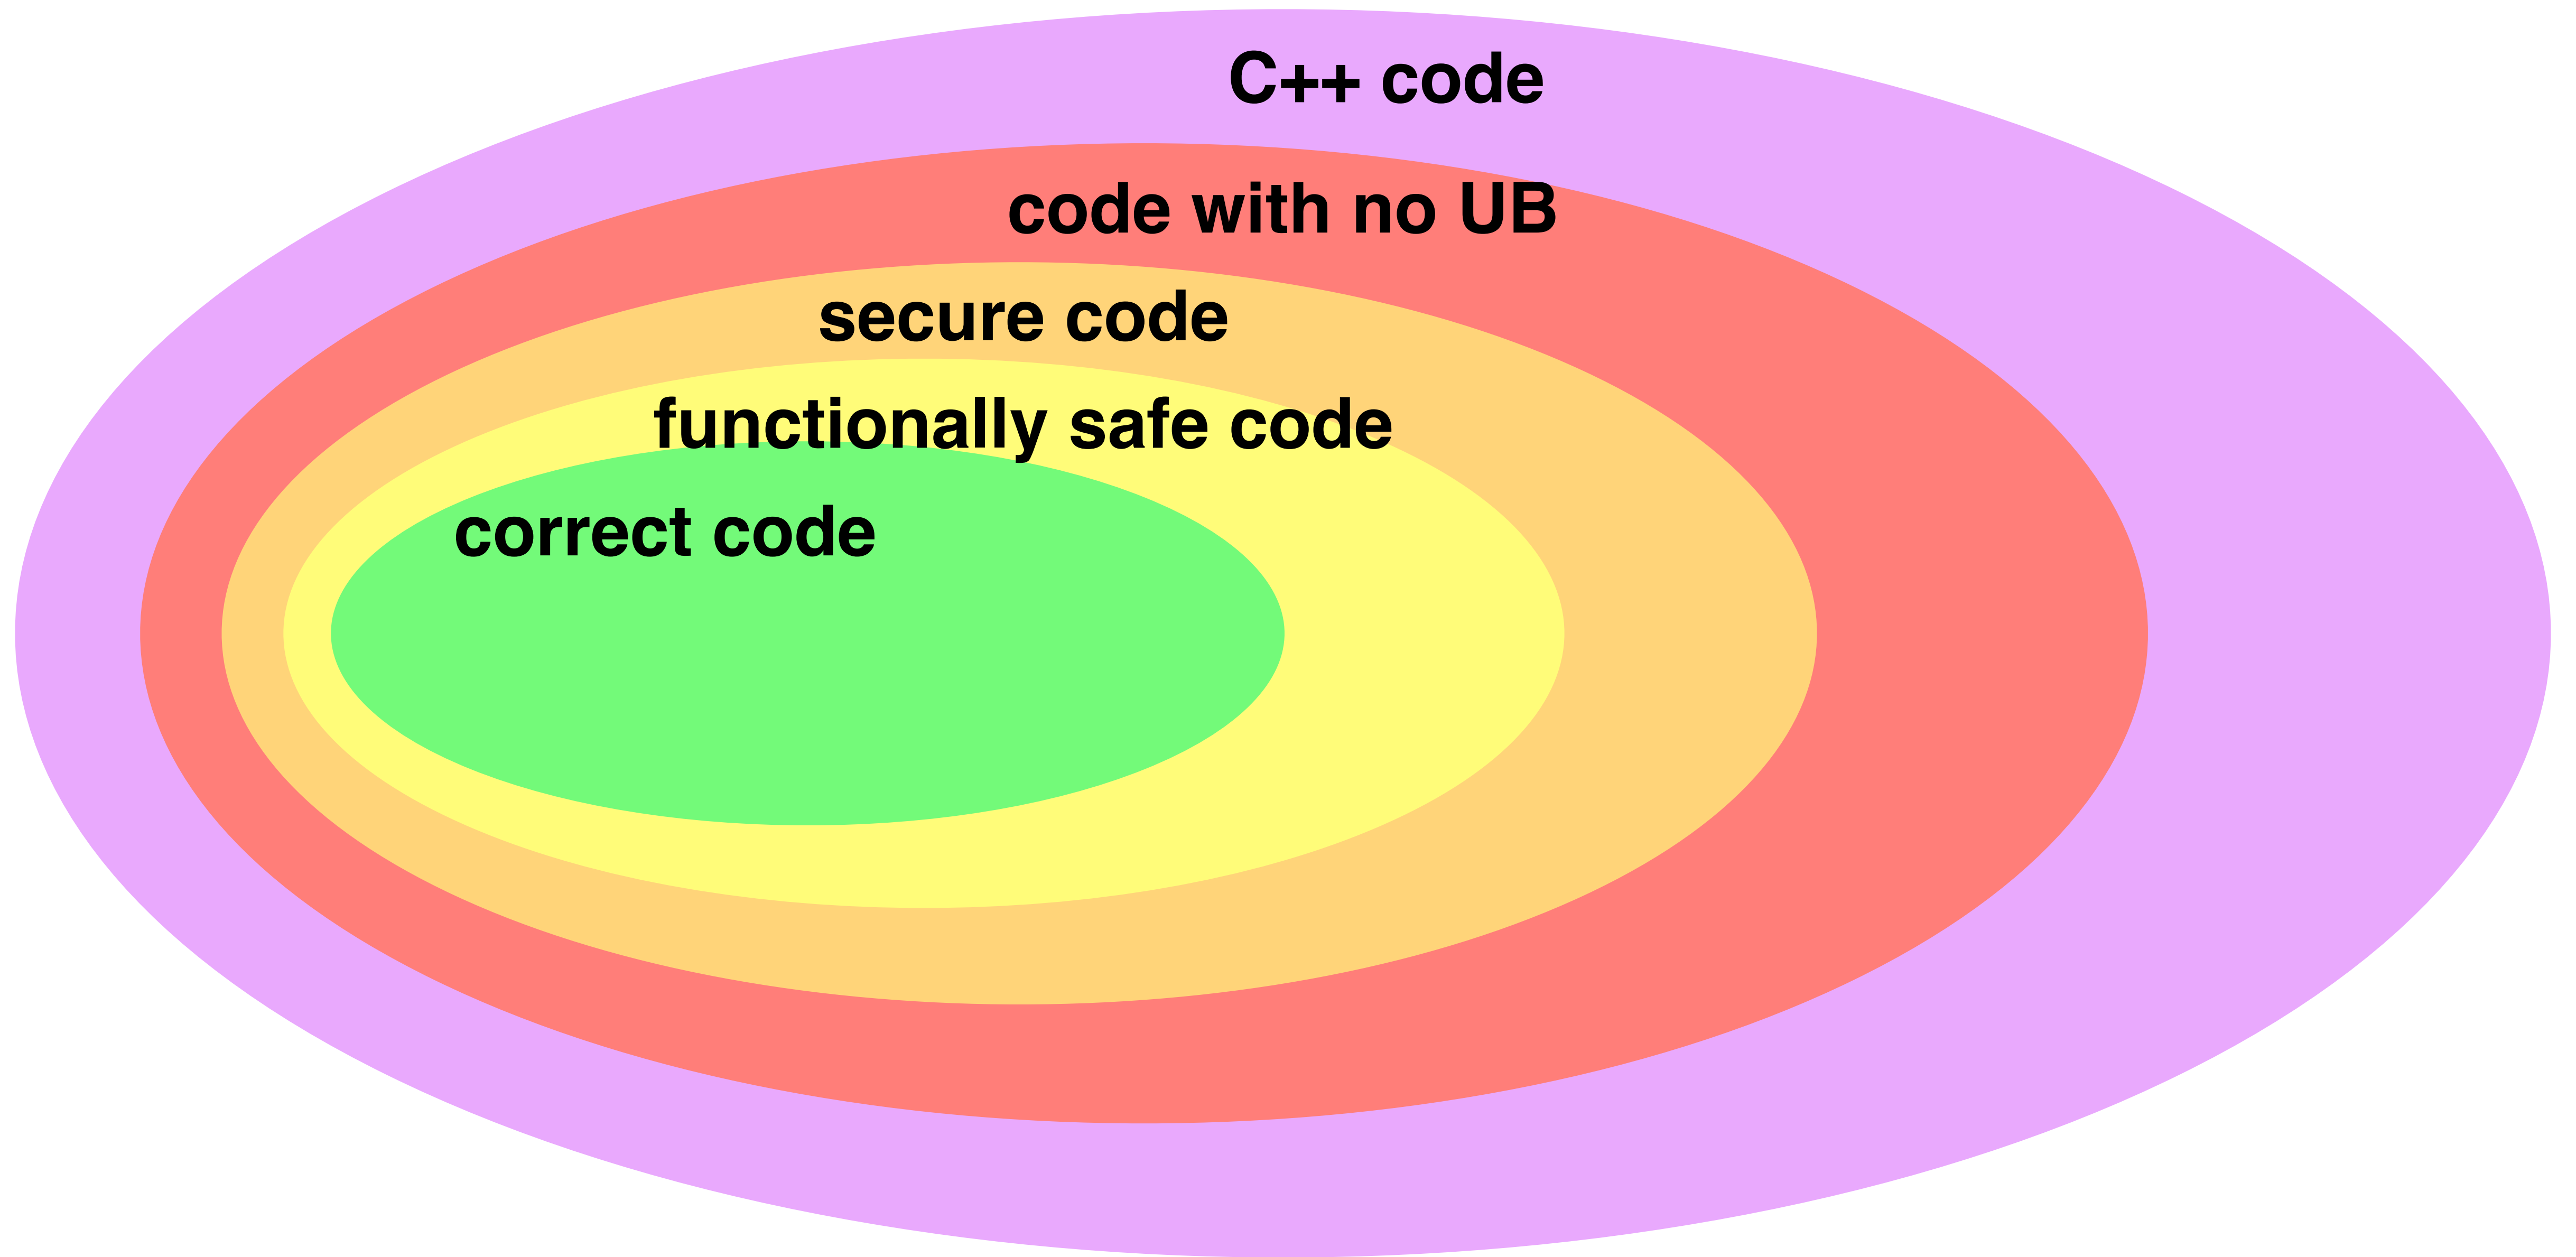 C++ code
code with no UB
secure code
functionally safe code
correct code